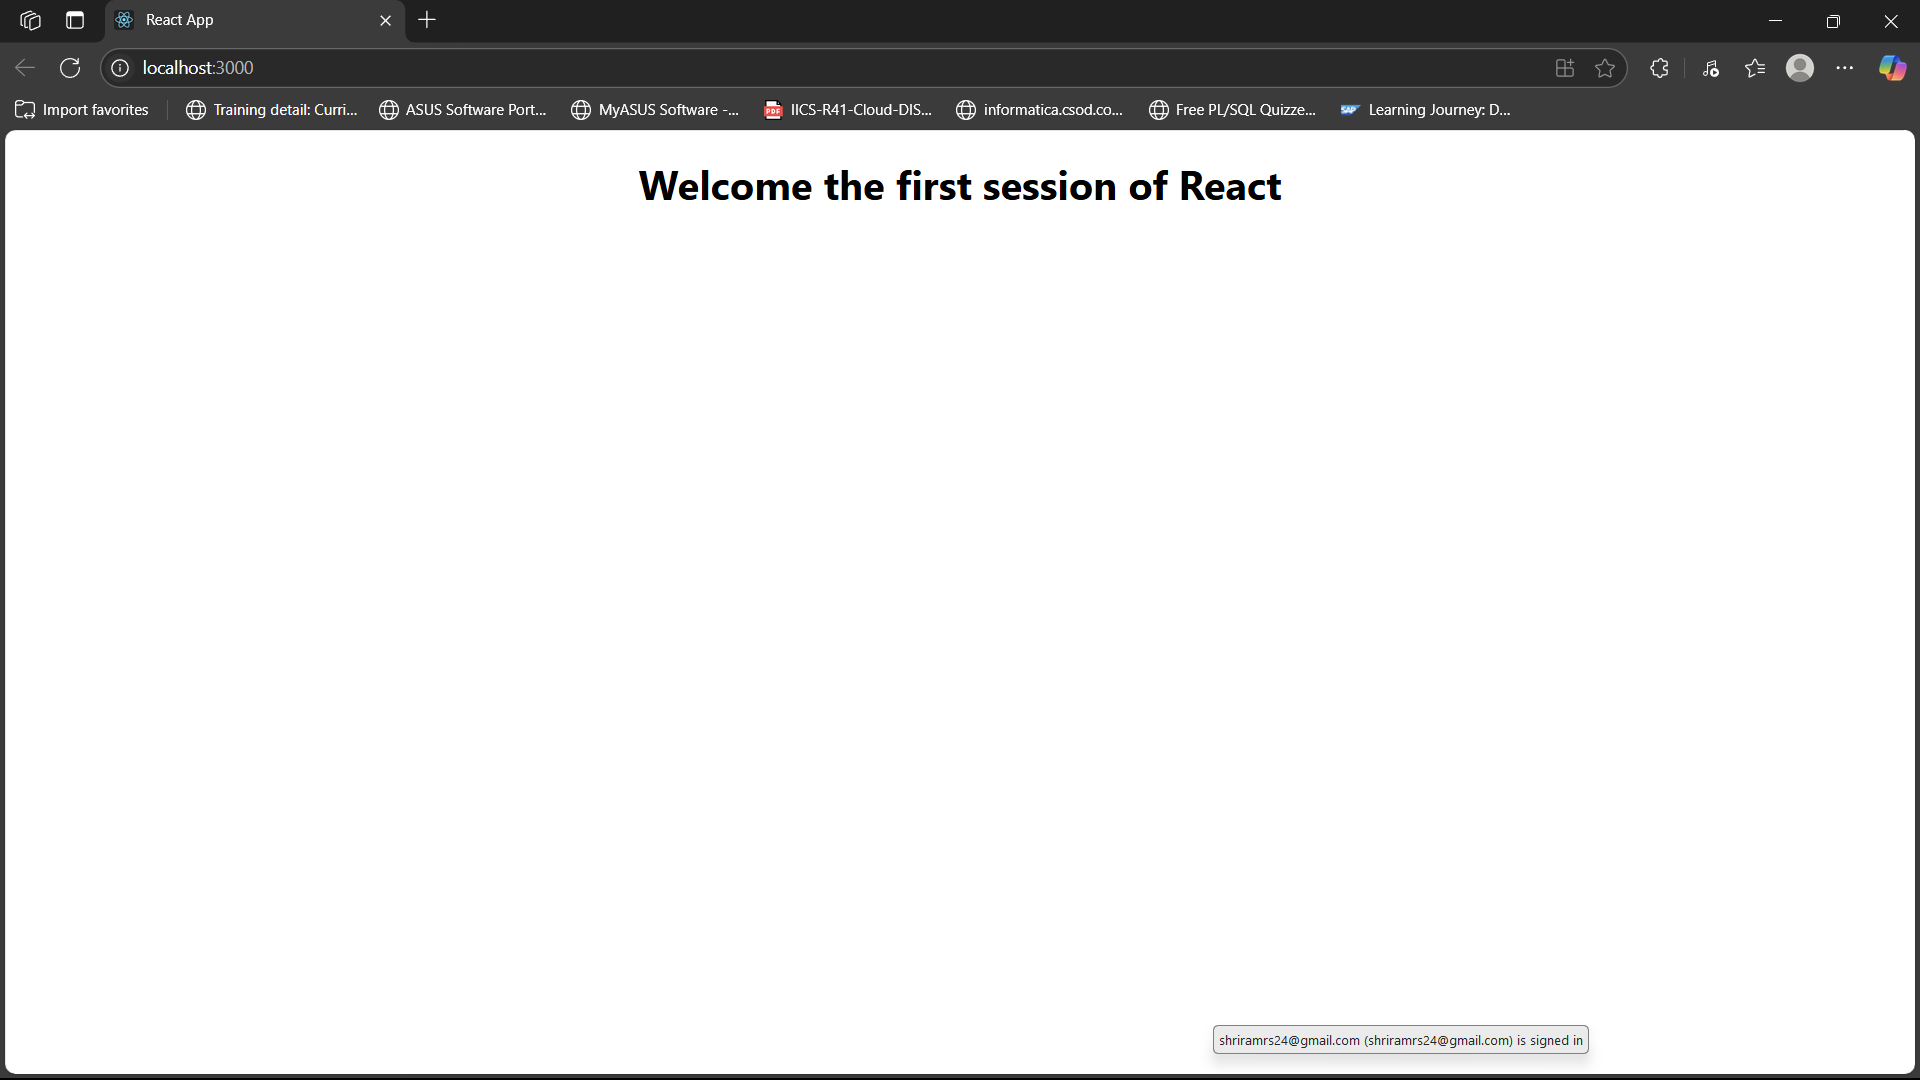 React App
localhost:3000
Import favorites
Training detail: Curri...
ASUS Software Port...
MyASUS Software -...
PDF
IICS-R41-Cloud-DIS...
informatica.csod.co...
Free PL/SQL Quizze...
SAP
Learning Journey: D...
Welcome the first session of React
shriramrs24@gmail.com (shriramrs24@gmail.com) is signed in